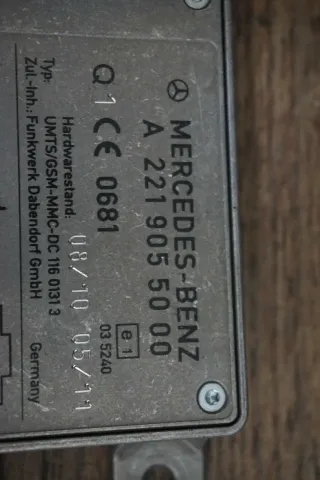 MERCEDES-BENZ
A 221 905 50 00
Q 1 CE 0681
e1
03 5240
Hardwarestand: 08/10 05/11
Typ: UMTS/GSM-MMC-DC 116 0131 3
Zul.-Inh.: Funkwerk Dabendorf GmbH Germany